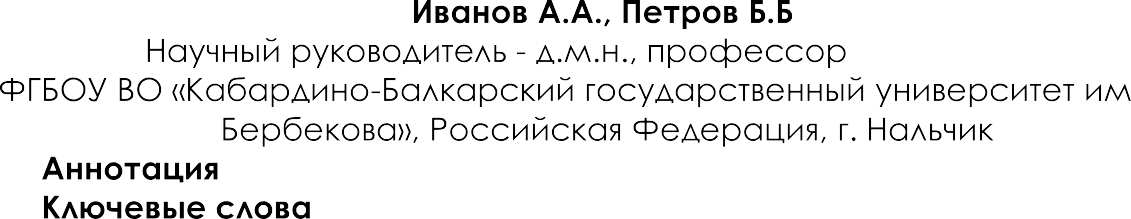 Иванов А.А., Петров Б.Б
Научный руководитель - д.м.н., профессор
ФГБОУ ВО «Кабардино-Балкарский государственный университет им
Бербекова», Российская Федерация, г. Нальчик
Аннотация
Ключевые слова